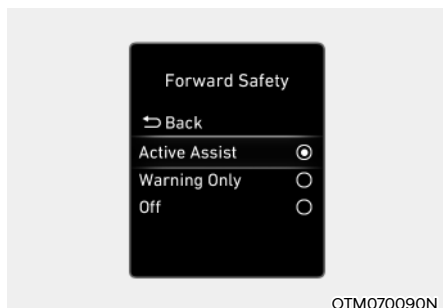 Forward Safety
Back
Active Assist
Warning Only
Off
OTM070090N